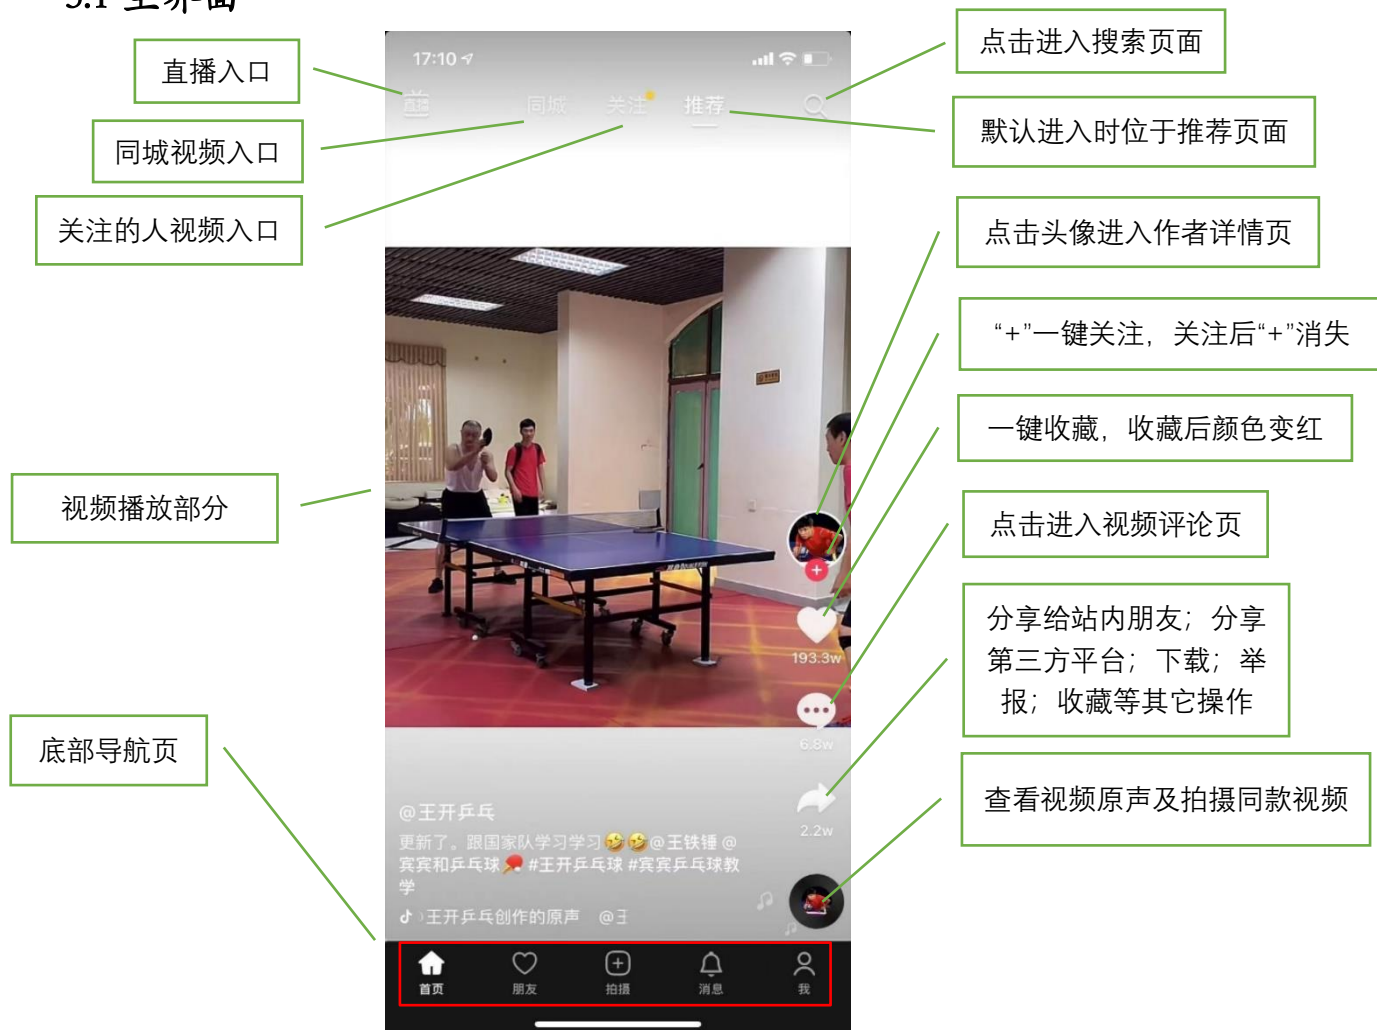 3.1 主界面
直播入口
同城视频入口
关注的人视频入口
视频播放部分
底部导航页
17:10
直播
同城
关注
推荐
@王开乒乓
更新了。跟国家队学习学习🤣🤣@王铁锤 @
宾宾和乒乓球🏓 #王开乒乓球 #宾宾乒乓球教
学
王开乒乓创作的原声 @王
193.3w
6.8w
2.2w
首页
朋友
拍摄
消息
我
点击进入搜索页面
默认进入时位于推荐页面
点击头像进入作者详情页
“+”一键关注，关注后“+”消失
一键收藏，收藏后颜色变红
点击进入视频评论页
分享给站内朋友；分享
第三方平台；下载；举
报；收藏等其它操作
查看视频原声及拍摄同款视频